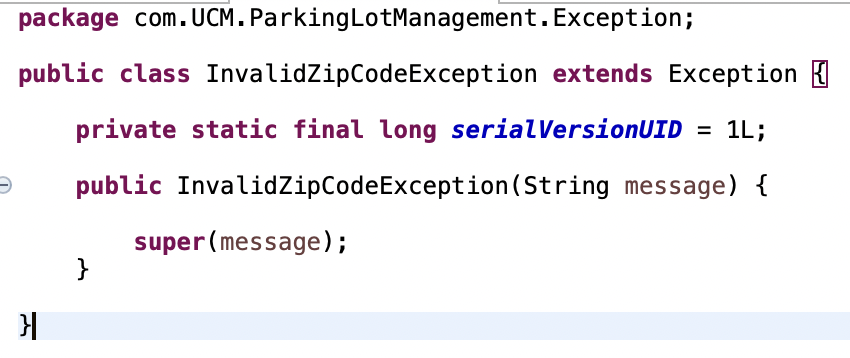 package com.UCM.ParkingLotManagement.Exception;
public class InvalidZipCodeException extends Exception {
private static final long serialVersionUID = 1L;
public InvalidZipCodeException(String message) {
super(message);
}
}